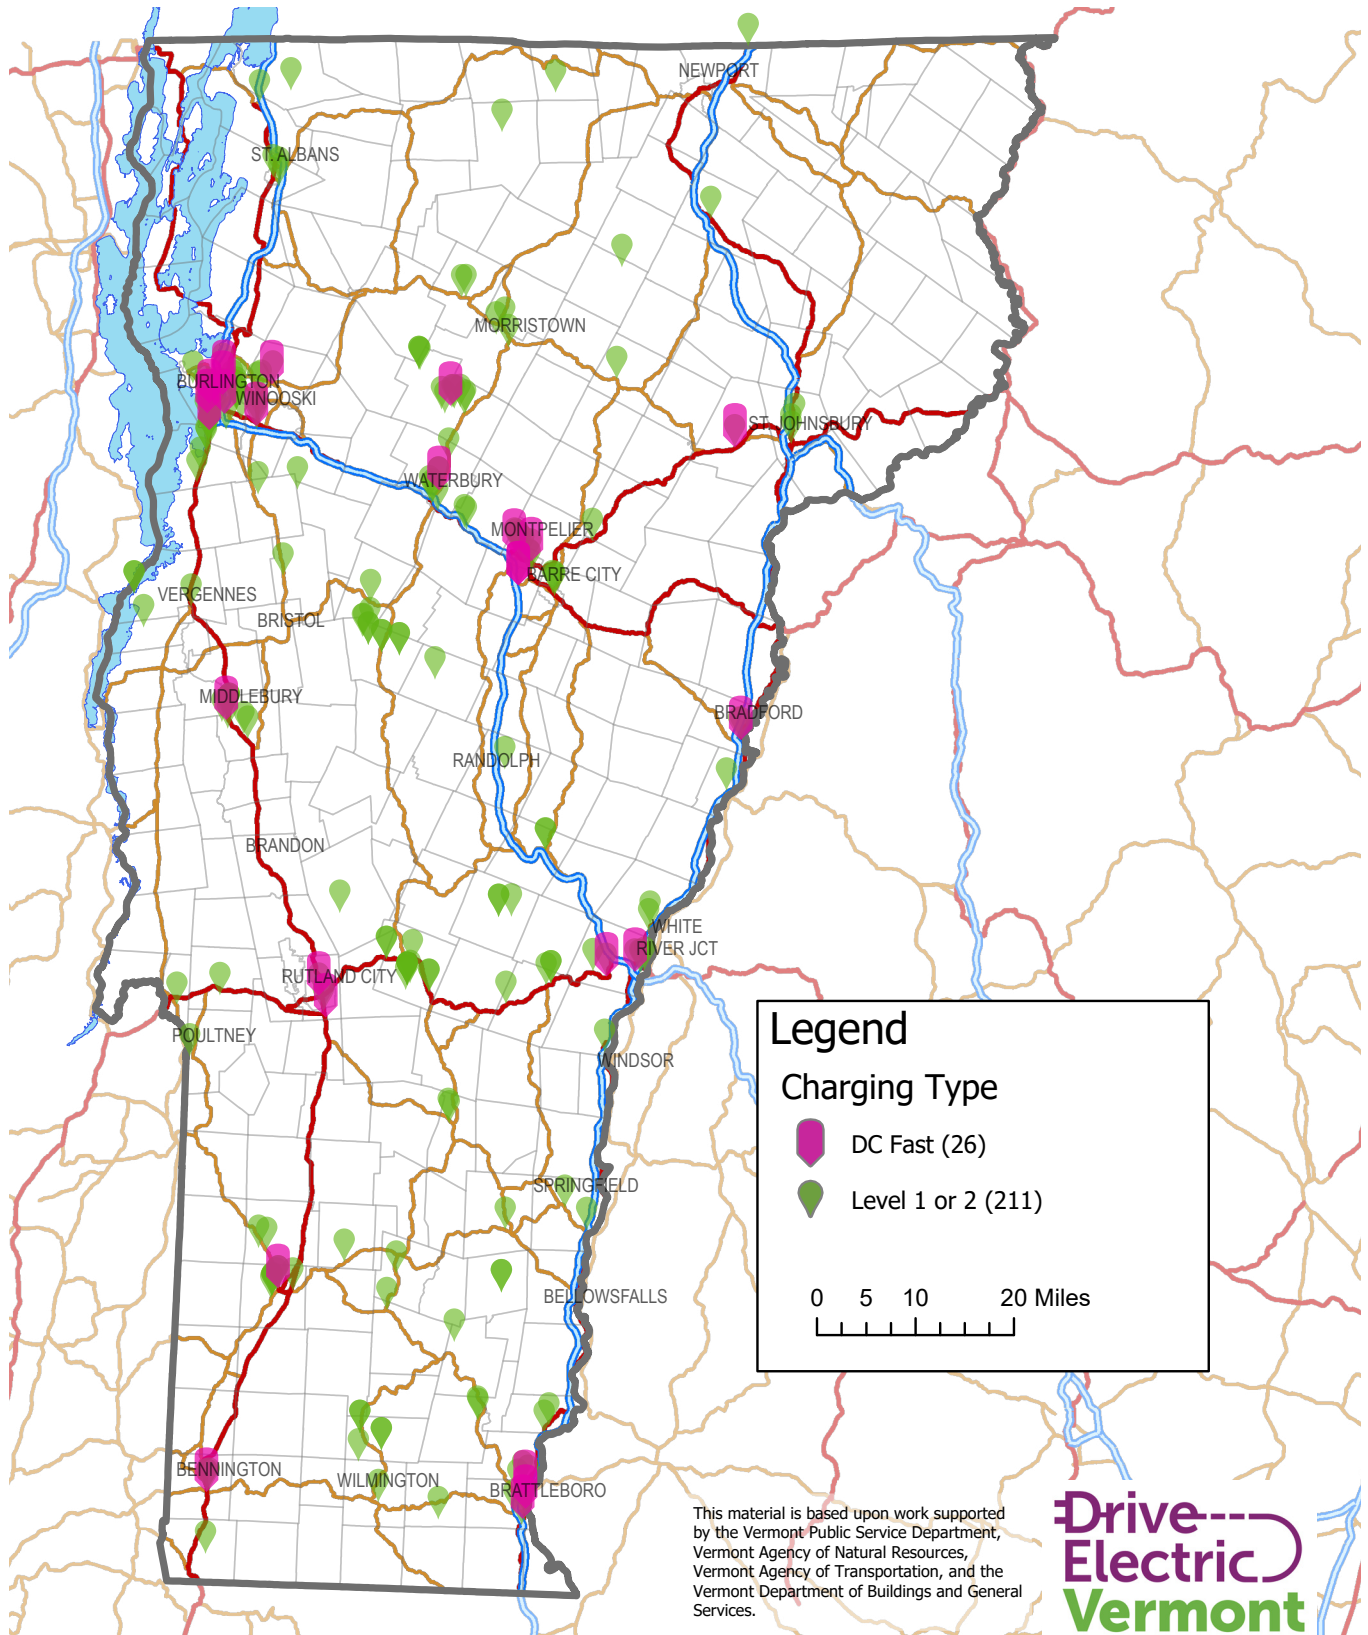 NEWPORT
ST. ALBANS
MORRISTOWN
BURLINGTON
WINOOSKI
ST. JOHNSBURY
WATERBURY
MONTPELIER
BARRE CITY
VERGENNES
BRISTOL
MIDDLEBURY
BRADFORD
RANDOLPH
BRANDON
WHITE
RIVER JCT
RUTLAND CITY
POULTNEY
WINDSOR
SPRINGFIELD
BELLOWSFALLS
BENNINGTON
WILMINGTON
BRATTLEBORO
Legend
Charging Type
DC Fast (26)
Level 1 or 2 (211)
0 5 10 20 Miles
This material is based upon work supported
by the Vermont Public Service Department,
Vermont Agency of Natural Resources,
Vermont Agency of Transportation, and the
Vermont Department of Buildings and General
Services.
Drive
Electric
Vermont